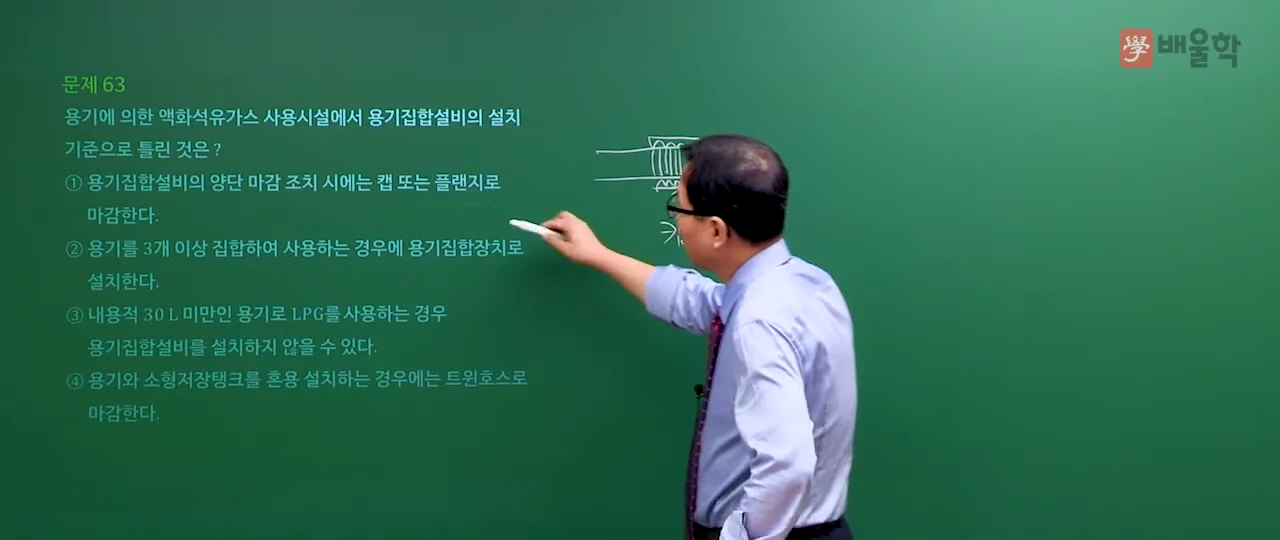 學 배울학
문제 63
용기에 의한 액화석유가스 사용시설에서 용기집합설비의 설치
기준으로 틀린 것은 ?
① 용기집합설비의 양단 마감 조치 시에는 캡 또는 플랜지로
마감한다.
② 용기를 3개 이상 집합하여 사용하는 경우에 용기집합장치로
설치한다.
③ 내용적 30 L 미만인 용기로 LPG를 사용하는 경우
용기집합설비를 설치하지 않을 수 있다.
④ 용기와 소형저장탱크를 혼용 설치하는 경우에는 트윈호스로
마감한다.